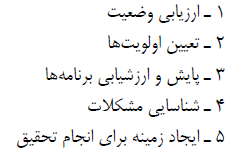 ۱ ـ ارزیابی وضعیت
۲ ـ تعیین اولویت‌ها
۳ ـ پایش و ارزشیابی برنامه‌ها
۴ ـ شناسایی مشکلات
۵ ـ ایجاد زمینه برای انجام تحقیق